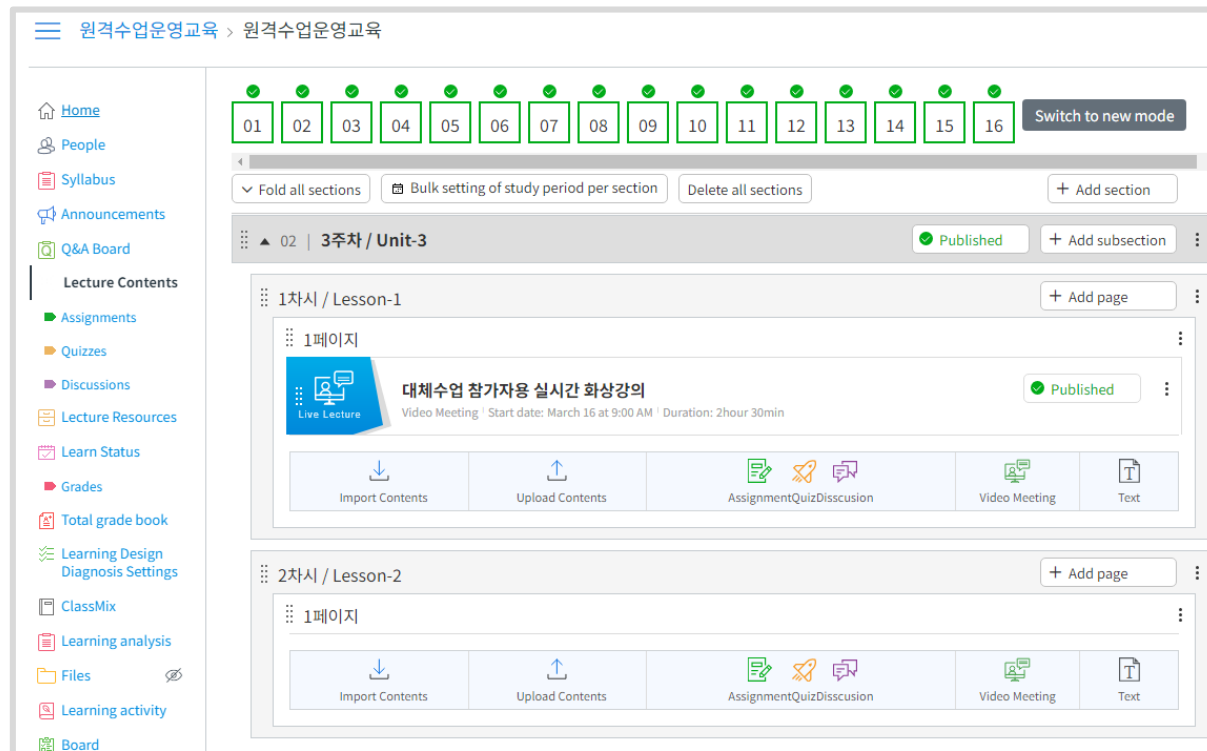 원격수업운영교육 > 원격수업운영교육
Home
People
Syllabus
Announcements
Q&A Board
Lecture Contents
Assignments
Quizzes
Discussions
Lecture Resources
Learn Status
Grades
Total grade book
Learning Design
Diagnosis Settings
ClassMix
Learning analysis
Files
Learning activity
Board
01 02 03 04 05 06 07 08 09 10 11 12 13 14 15 16 Switch to new mode
Fold all sections Bulk setting of study period per section Delete all sections + Add section
02 | 3주차 / Unit-3 Published + Add subsection
1차시 / Lesson-1 + Add page
1페이지
Live Lecture
대체수업 참가자용 실시간 화상강의 Published
Video Meeting | Start date: March 16 at 9:00 AM | Duration: 2hour 30min
Import Contents Upload Contents AssignmentQuizDisscusion Video Meeting Text
2차시 / Lesson-2 + Add page
1페이지
Import Contents Upload Contents AssignmentQuizDisscusion Video Meeting Text